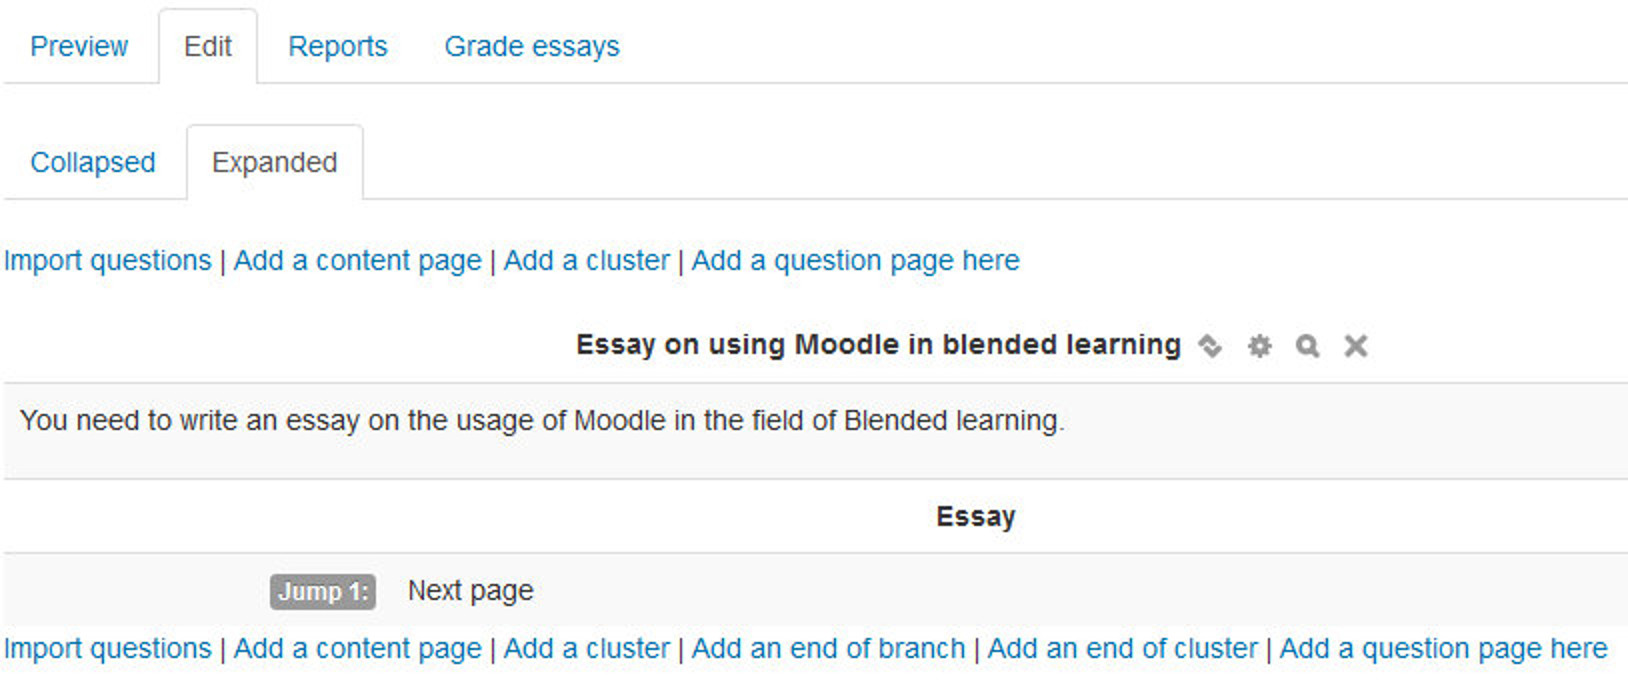 Preview Edit Reports Grade essays
Collapsed Expanded
Import questions | Add a content page | Add a cluster | Add a question page here
Essay on using Moodle in blended learning
You need to write an essay on the usage of Moodle in the field of Blended learning.
Essay
Jump 1: Next page
Import questions | Add a content page | Add a cluster | Add an end of branch | Add an end of cluster | Add a question page here